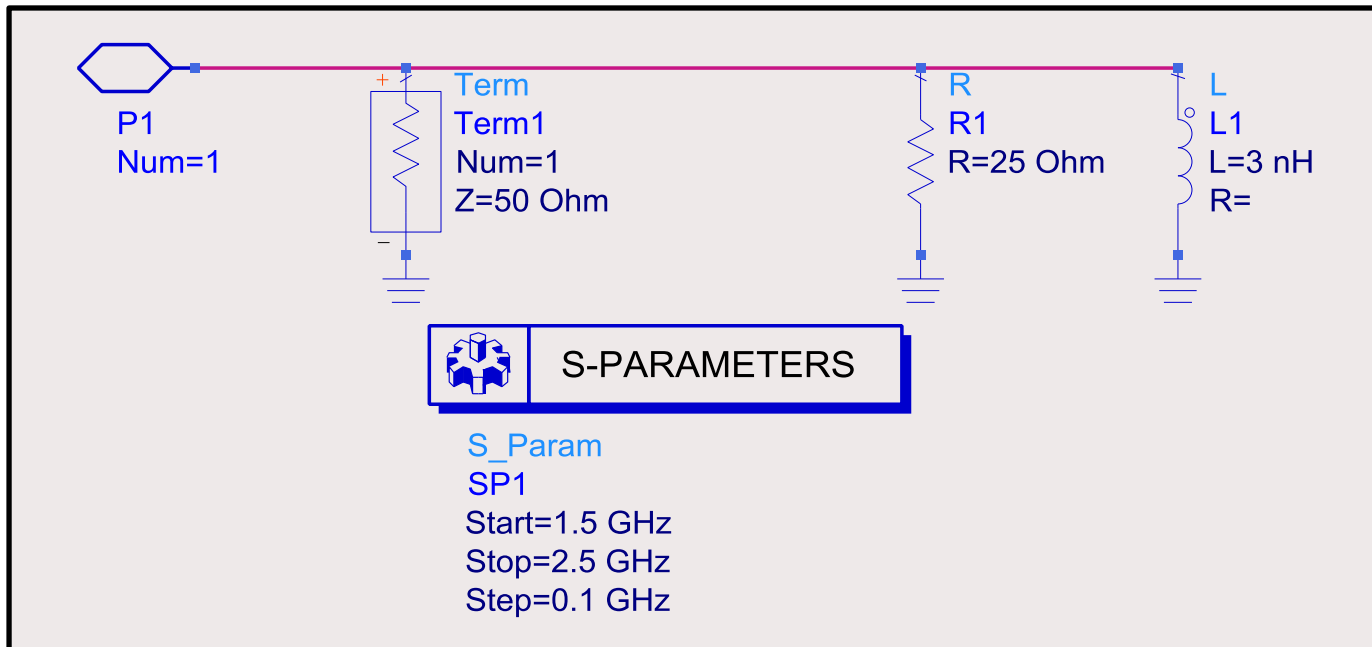 P1
Num=1
+
Term
Term1
Num=1
Z=50 Ohm
–
R
R1
R=25 Ohm
L
L1
L=3 nH
R=
S-PARAMETERS
S_Param
SP1
Start=1.5 GHz
Stop=2.5 GHz
Step=0.1 GHz